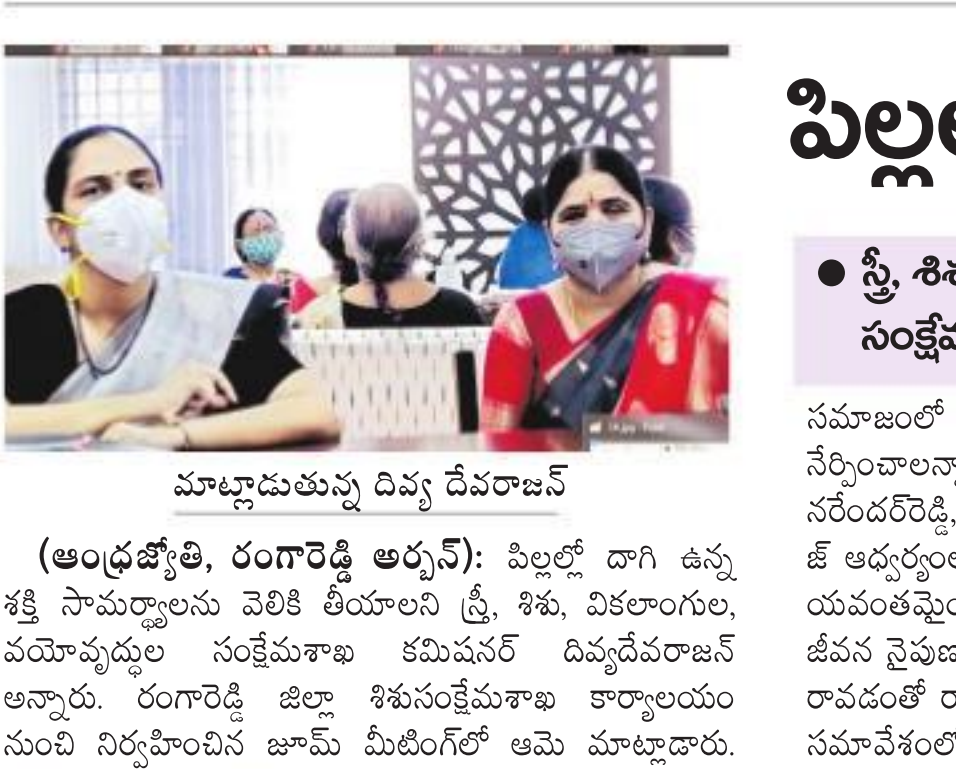 మాట్లాడుతున్న దివ్య దేవరాజన్
(ఆంధ్రజ్యోతి, రంగారెడ్డి అర్బన్): పిల్లల్లో దాగి ఉన్న
శక్తి సామర్థ్యాలను వెలికి తీయాలని స్త్రీ, శిశు, వికలాంగుల,
వయోవృద్ధుల సంక్షేమశాఖ కమిషనర్ దివ్యదేవరాజన్
అన్నారు. రంగారెడ్డి జిల్లా శిశుసంక్షేమశాఖ కార్యాలయం
నుంచి నిర్వహించిన జూమ్ మీటింగ్‌లో ఆమె మాట్లాడారు.
పిల్లల
● స్త్రీ, శిశు
సంక్షేమ
సమాజంలో
నేర్పించాలన్నా
నరేందర్‌రెడ్డి,
జ్ ఆధ్వర్యంల
యవంతమైం
జీవన నైపుణ
రావడంతో రా
సమావేశంలో